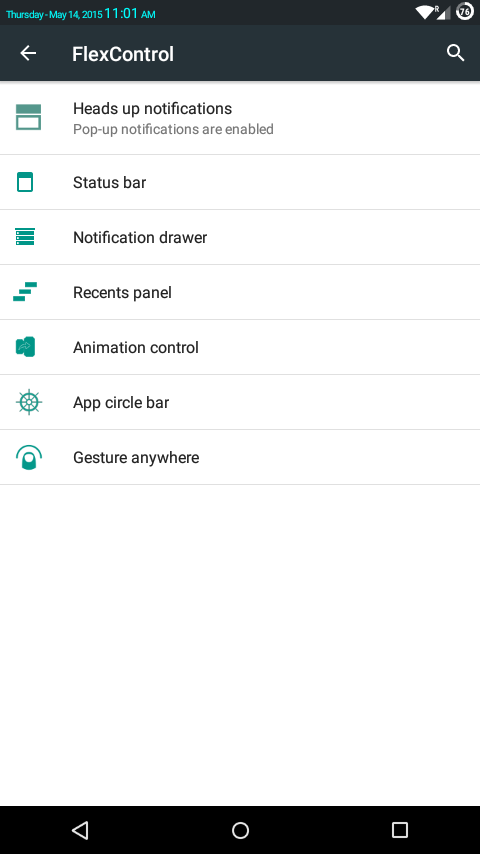 Thursday - May 14, 2015 11:01 AM
R
76
FlexControl
Heads up notifications
Pop-up notifications are enabled
Status bar
Notification drawer
Recents panel
Animation control
App circle bar
Gesture anywhere